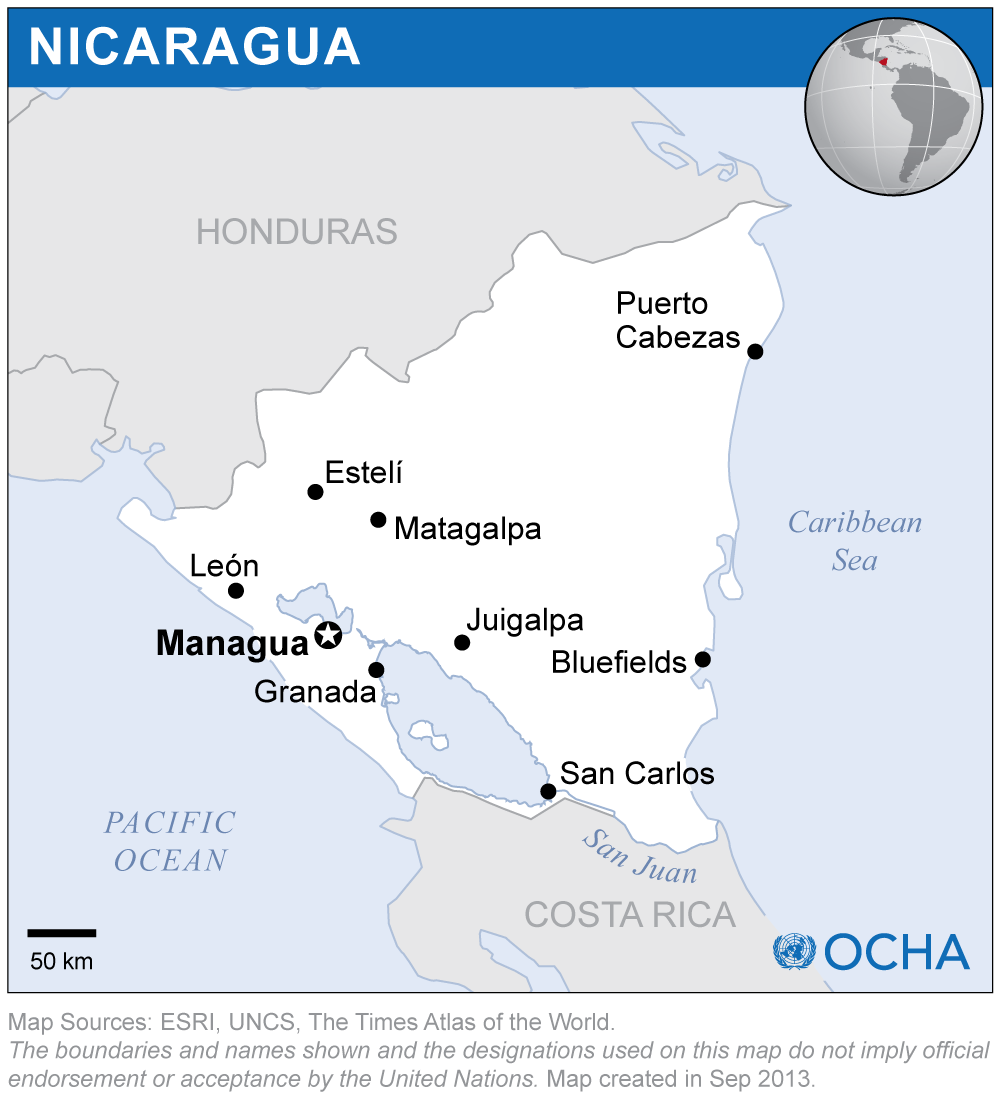 NICARAGUA
HONDURAS
Puerto
Cabezas
Estelí
Matagalpa
Caribbean
Sea
León
Juigalpa
Managua
Bluefields
Granada
San Carlos
PACIFIC
OCEAN
San Juan
COSTA RICA
50 km
OCHA
Map Sources: ESRI, UNCS, The Times Atlas of the World.
The boundaries and names shown and the designations used on this map do not imply official
endorsement or acceptance by the United Nations. Map created in Sep 2013.